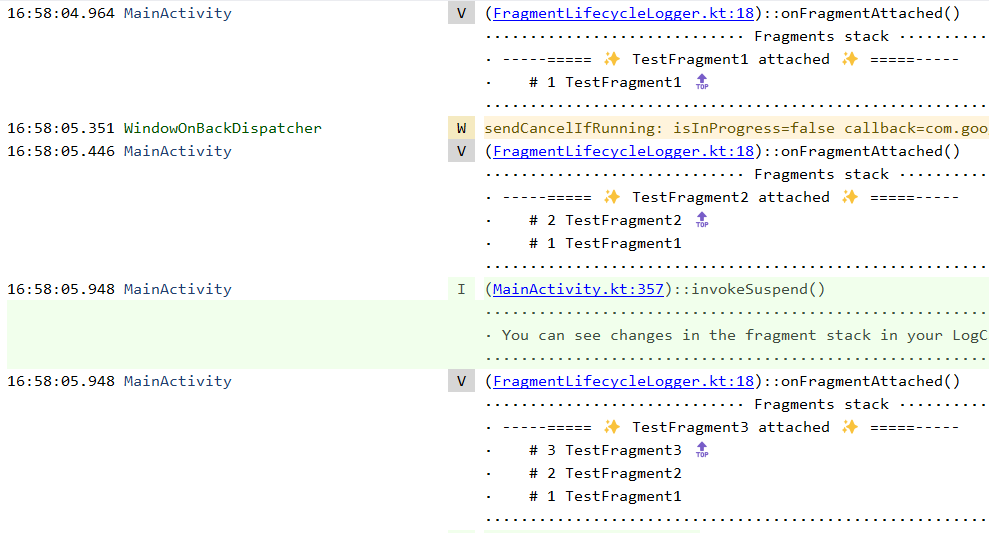 16:58:04.964 MainActivity V (FragmentLifecycleLogger.kt:18)::onFragmentAttached()
···························· Fragments stack ··········
· -----===== ✨ TestFragment1 attached ✨ =====-----
· # 1 TestFragment1 🔝
························································
16:58:05.351 WindowOnBackDispatcher W sendCancelIfRunning: isInProgress=false callback=com.goo
16:58:05.446 MainActivity V (FragmentLifecycleLogger.kt:18)::onFragmentAttached()
···························· Fragments stack ··········
· -----===== ✨ TestFragment2 attached ✨ =====-----
· # 2 TestFragment2 🔝
· # 1 TestFragment1
························································
16:58:05.948 MainActivity I (MainActivity.kt:357)::invokeSuspend()
························································
· You can see changes in the fragment stack in your LogC
························································
16:58:05.948 MainActivity V (FragmentLifecycleLogger.kt:18)::onFragmentAttached()
···························· Fragments stack ··········
· -----===== ✨ TestFragment3 attached ✨ =====-----
· # 3 TestFragment3 🔝
· # 2 TestFragment2
· # 1 TestFragment1
························································